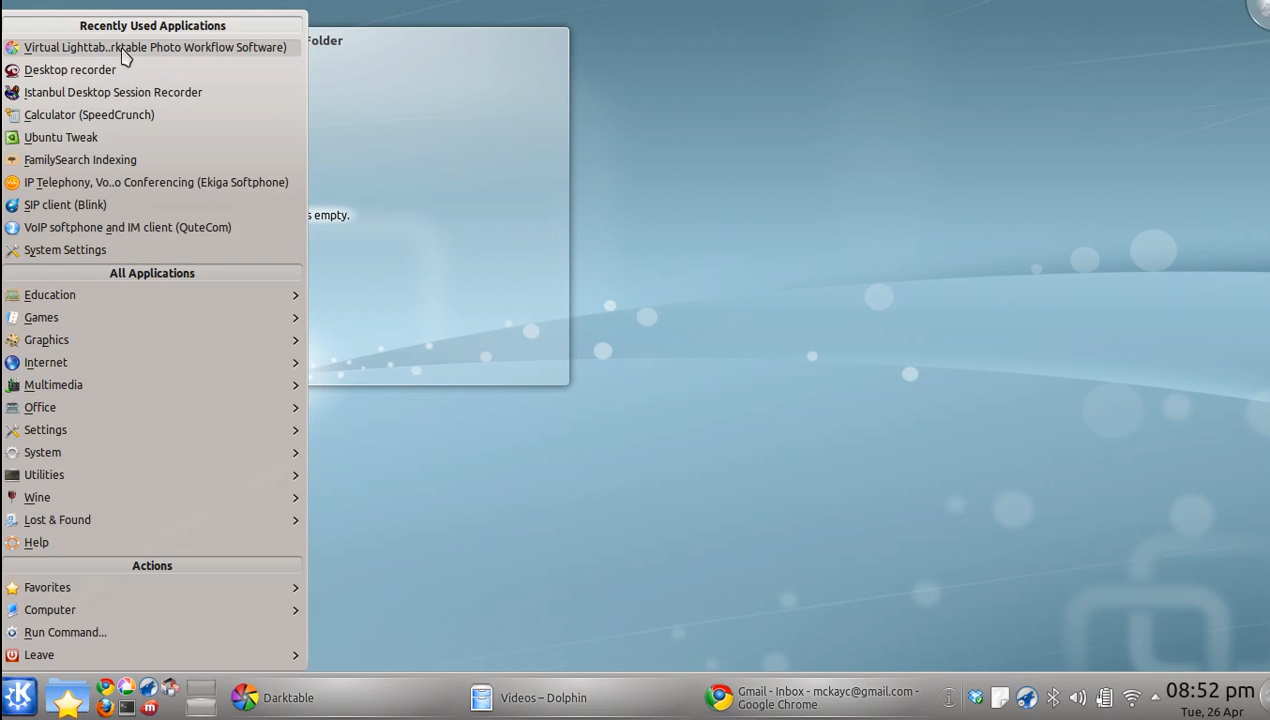 Recently Used Applications
Virtual Lighttab..rktable Photo Workflow Software)
Desktop recorder
Istanbul Desktop Session Recorder
Calculator (SpeedCrunch)
Ubuntu Tweak
FamilySearch Indexing
IP Telephony, Vo..o Conferencing (Ekiga Softphone)
SIP client (Blink)
VoIP softphone and IM client (QuteCom)
System Settings
All Applications
Education
Games
Graphics
Internet
Multimedia
Office
Settings
System
Utilities
Wine
Lost & Found
Help
Actions
Favorites
Computer
Run Command...
Leave
Folder
s empty.
Darktable
Videos – Dolphin
Gmail - Inbox - mckayc@gmail.com -
Google Chrome
08:52 pm
Tue, 26 Apr